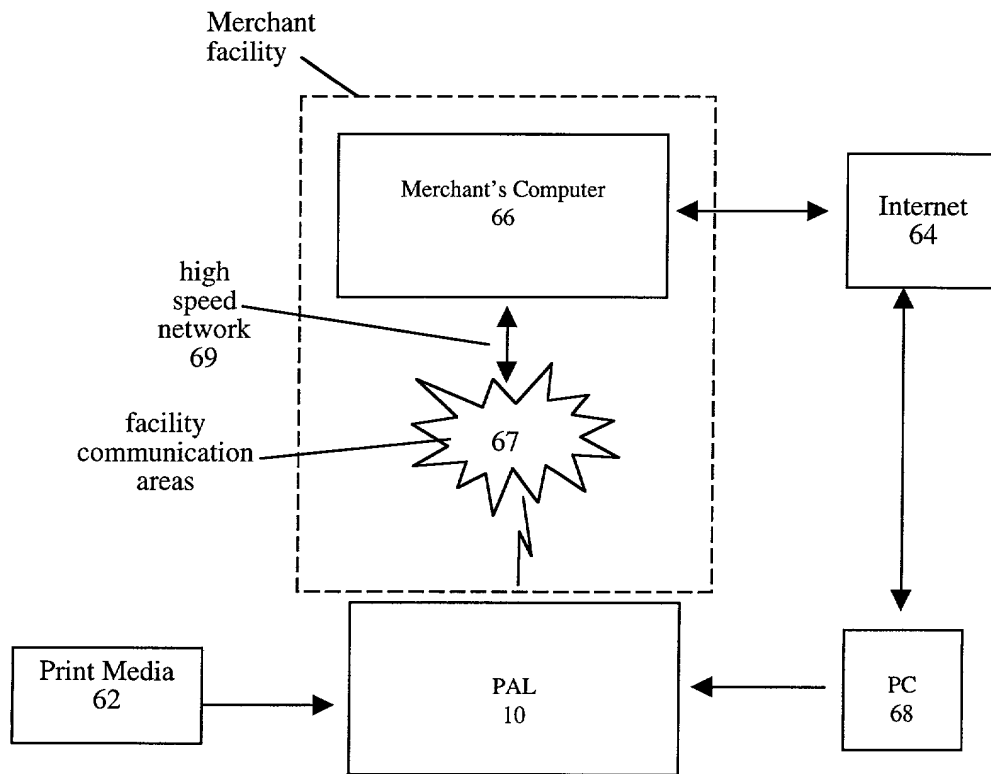 Merchant
facility
Merchant's Computer
66
Internet
64
high
speed
network
69
facility
communication
areas
67
Print Media
62
PAL
10
PC
68